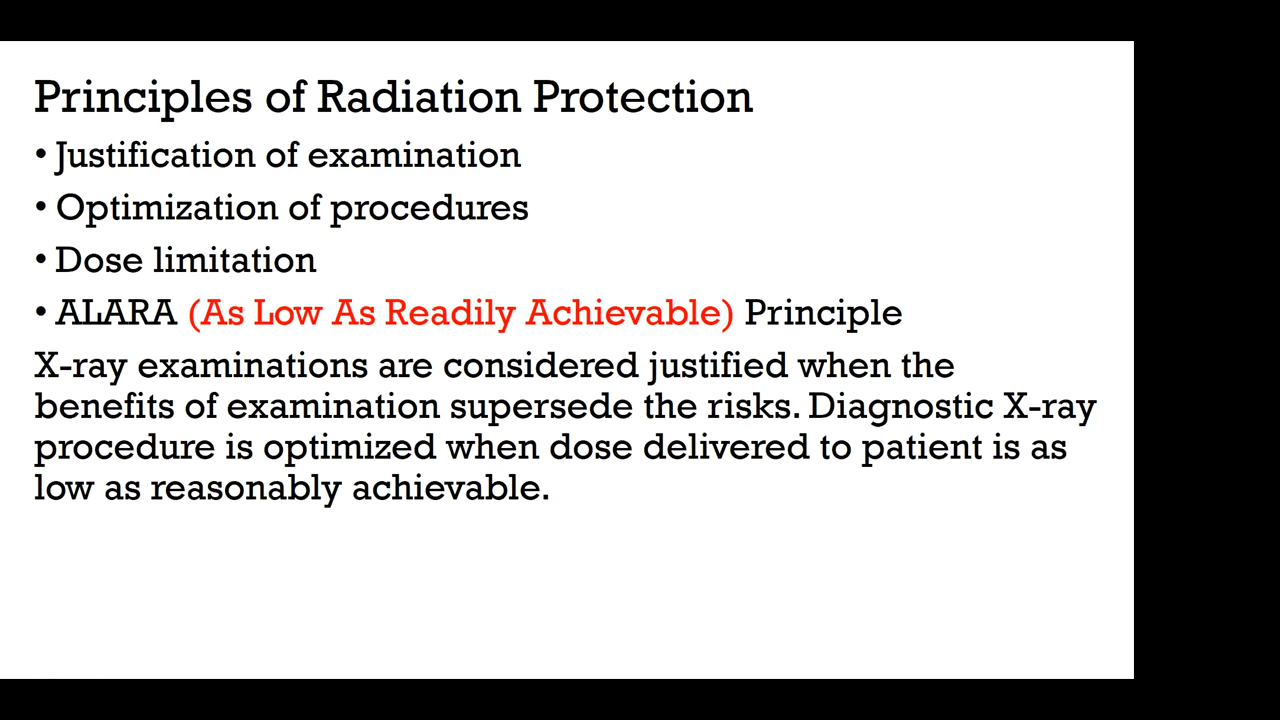 Principles of Radiation Protection
• Justification of examination
• Optimization of procedures
• Dose limitation
• ALARA (As Low As Readily Achievable) Principle
X-ray examinations are considered justified when the
benefits of examination supersede the risks. Diagnostic X-ray
procedure is optimized when dose delivered to patient is as
low as reasonably achievable.